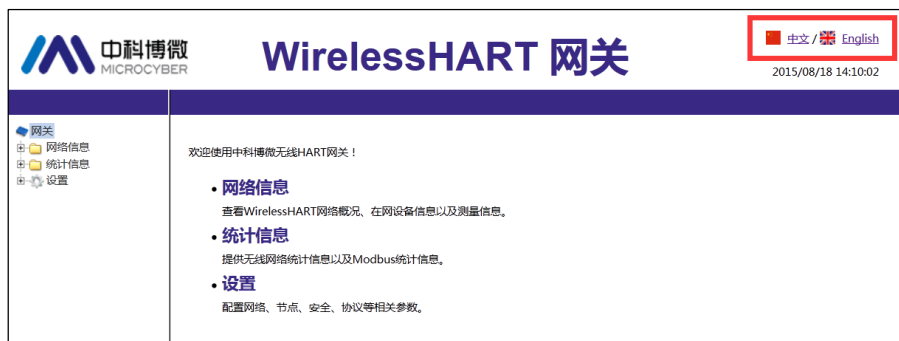 中科博微
MICROCYBER
WirelessHART 网关
中文 / English
2015/08/18 14:10:02
网关
网络信息
统计信息
设置
欢迎使用中科博微无线HART网关！
• 网络信息
查看WirelessHART网络概况、在网设备信息以及测量信息。
• 统计信息
提供无线网络统计信息以及Modbus统计信息。
• 设置
配置网络、节点、安全、协议等相关参数。